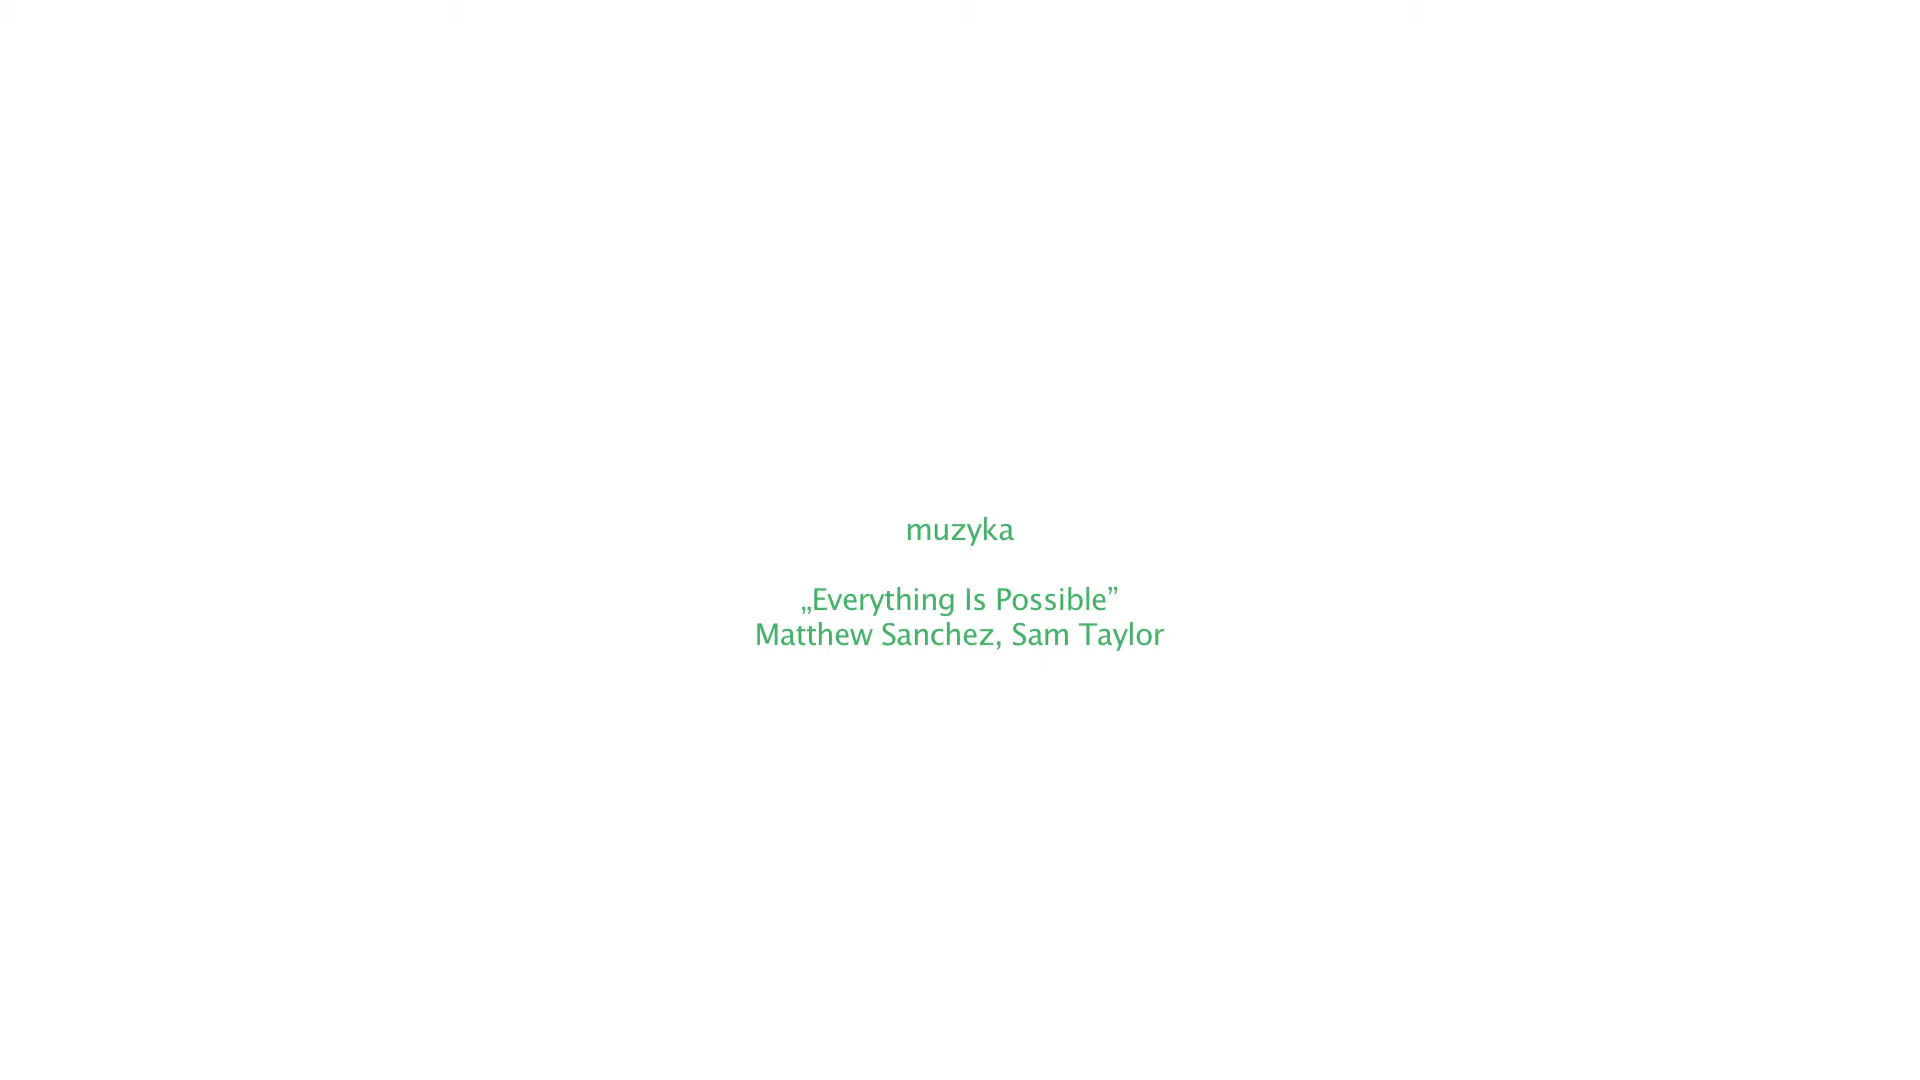 muzyka
„Everything Is Possible”
Matthew Sanchez, Sam Taylor